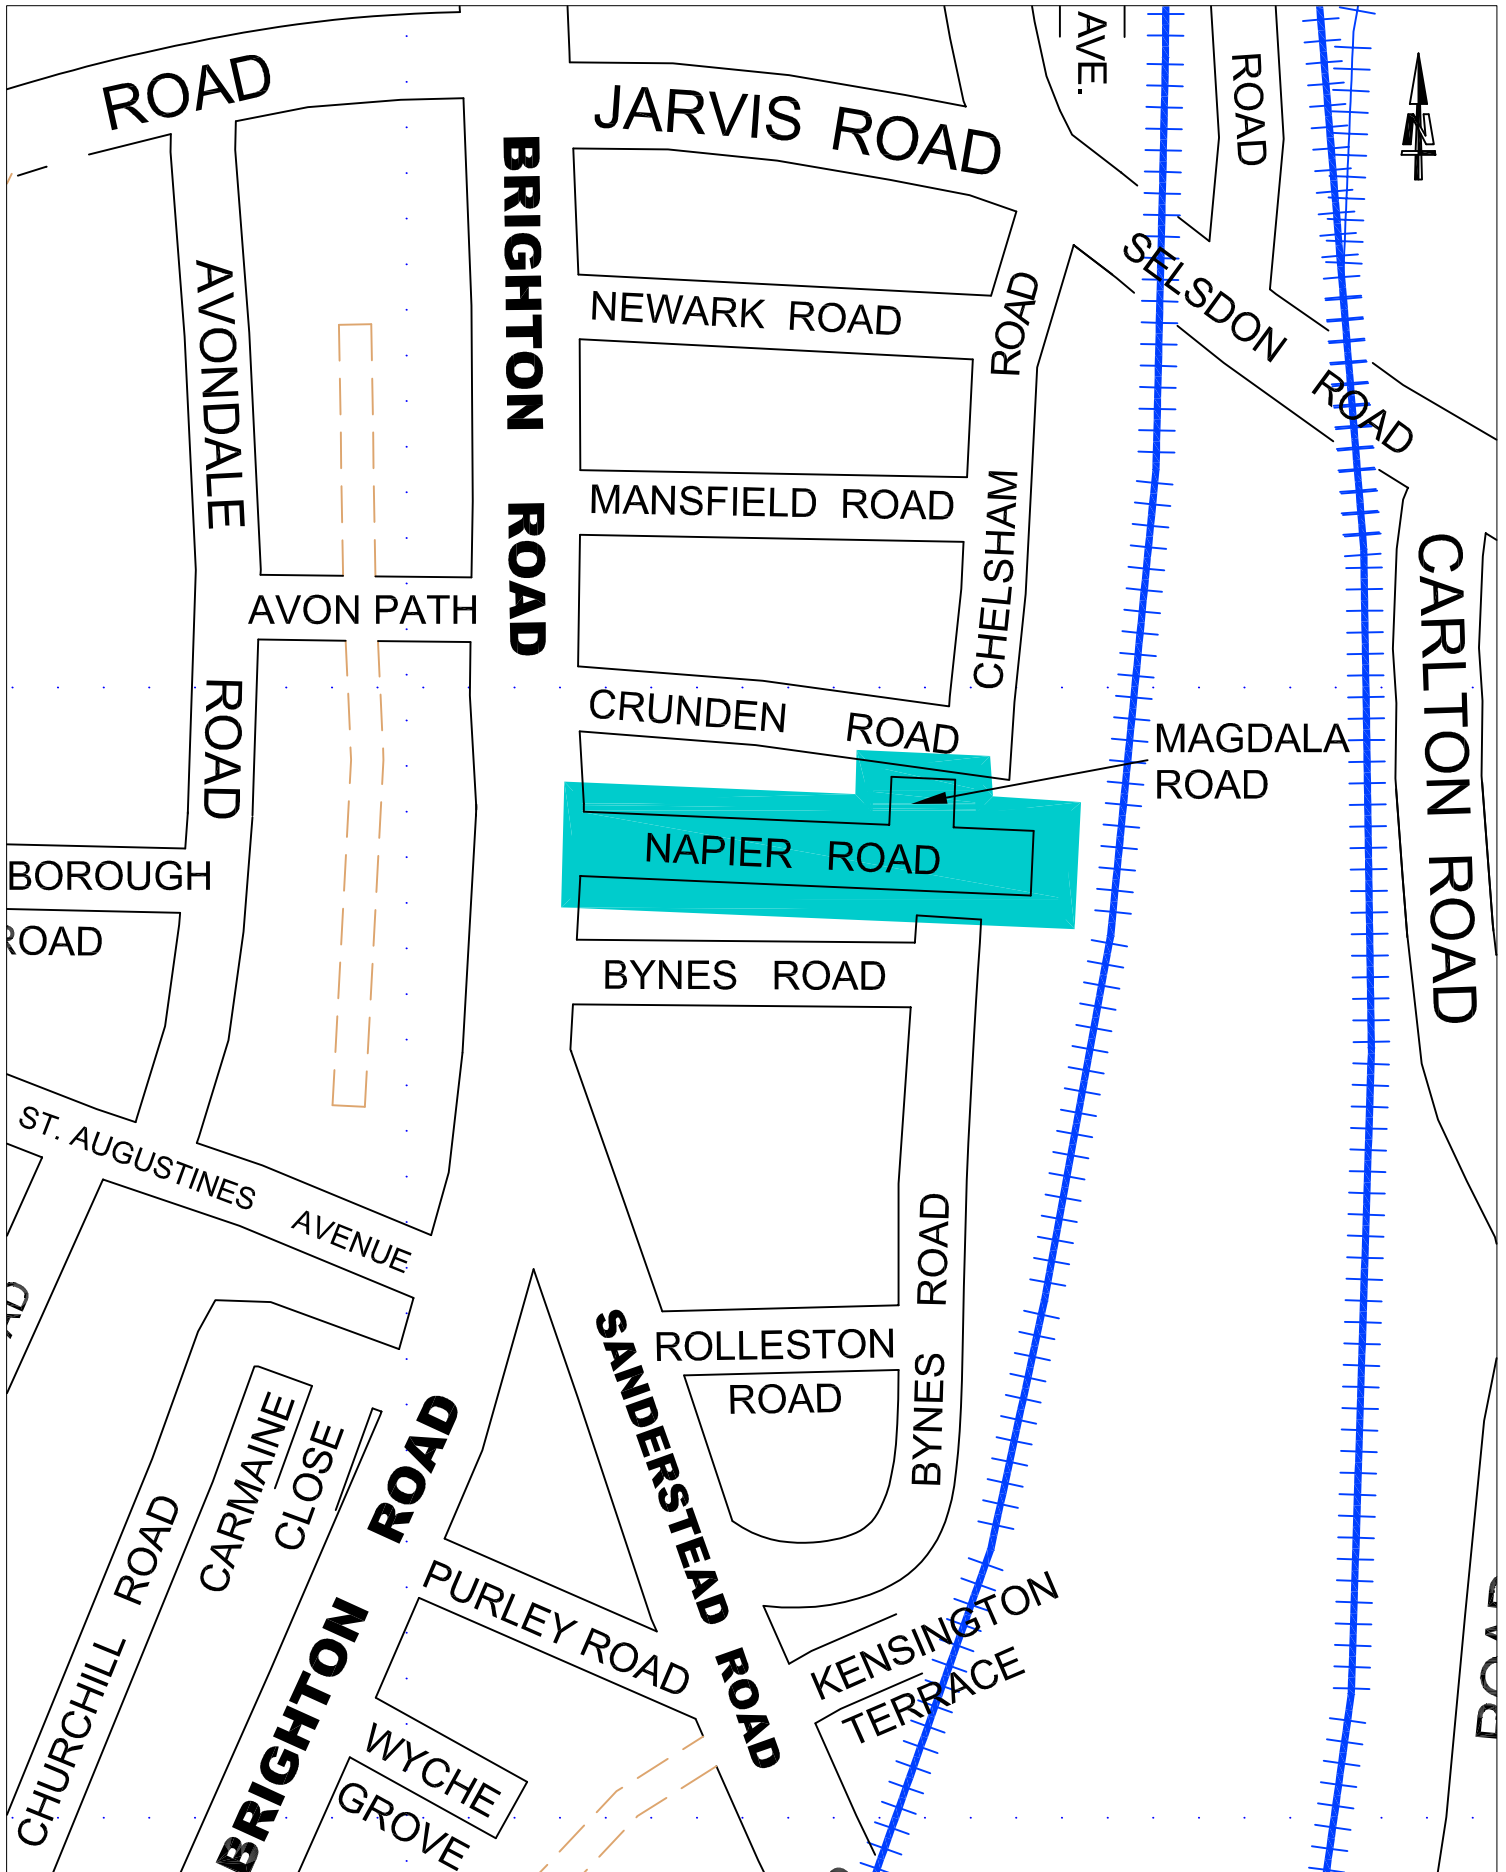 ROAD
JARVIS ROAD
AVE.
ROAD
N
BRIGHTON ROAD
AVONDALE ROAD
NEWARK ROAD
SELSDON ROAD
MANSFIELD ROAD
CHELSHAM ROAD
AVON PATH
CARLTON ROAD
CRUNDEN ROAD
MAGDALA
ROAD
NAPIER ROAD
BOROUGH
ROAD
BYNES ROAD
ST. AUGUSTINES AVENUE
ROLLESTON
ROAD
BYNES ROAD
SANDERSTEAD ROAD
CARMAINE
CLOSE
CHURCHILL ROAD
BRIGHTON ROAD
PURLEY ROAD
KENSINGTON
TERRACE
WYCHE
GROVE
ROAD